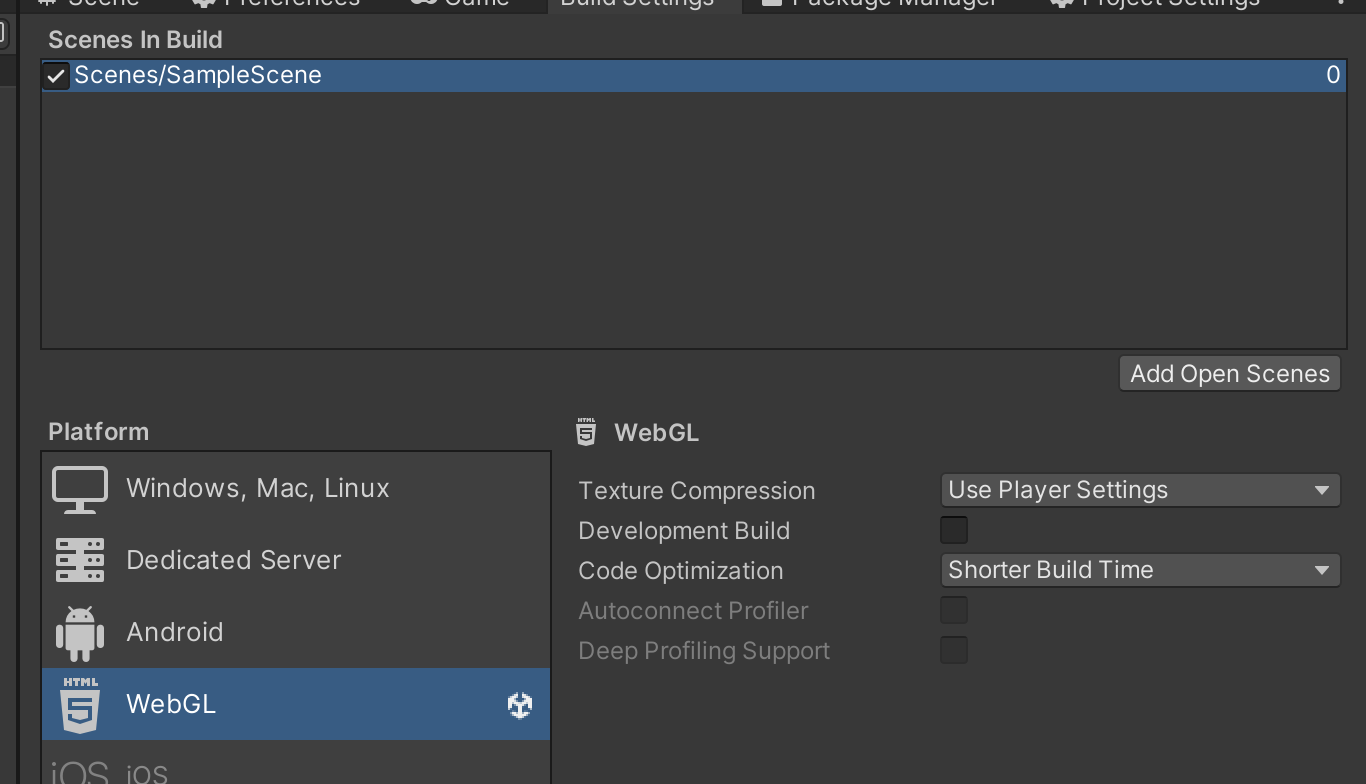 Scene Preferences Game Build Settings Package Manager Project Settings
Scenes In Build
Scenes/SampleScene 0
Add Open Scenes
Platform
Windows, Mac, Linux
Dedicated Server
Android
HTML
5
WebGL
iOS iOS
HTML
5
WebGL
Texture Compression Use Player Settings
Development Build
Code Optimization Shorter Build Time
Autoconnect Profiler
Deep Profiling Support